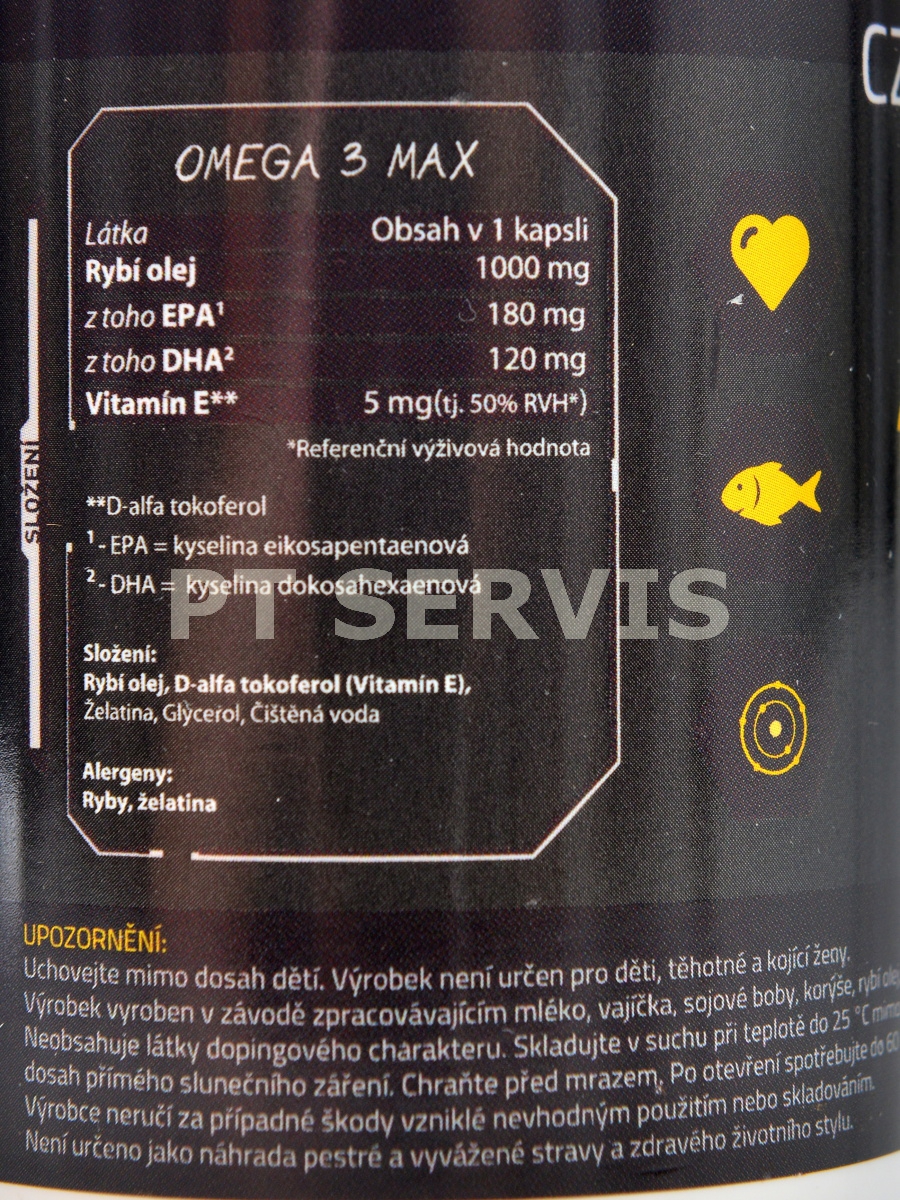 CZ
OMEGA 3 MAX
Látka Obsah v 1 kapsli
Rybí olej 1000 mg
z toho EPA¹ 180 mg
z toho DHA² 120 mg
Vitamín E** 5 mg(tj. 50% RVH*)
*Referenční výživová hodnota
SLOŽENÍ
**D-alfa tokoferol
¹ - EPA = kyselina eikosapentaenová
² - DHA = kyselina dokosahexaenová
PT SERVIS
Složení:
Rybí olej, D-alfa tokoferol (Vitamín E),
Želatina, Glycerol, Čištěná voda
Alergeny:
Ryby, želatina
UPOZORNĚNÍ:
Uchovejte mimo dosah dětí. Výrobek není určen pro děti, těhotné a kojící ženy.
Výrobek vyroben v závodě zpracovávajícím mléko, vajíčka, sojové boby, korýše, rybí
Neobsahuje látky dopingového charakteru. Skladujte v suchu při teplotě do 25 °C
dosah přímého slunečního záření. Chraňte před mrazem, Po otevření spotřebujte do 60
Výrobce neručí za případné škody vzniklé nevhodným použitím nebo skladováním.
Není určeno jako náhrada pestré a vyvážené stravy a zdravého životního stylu.